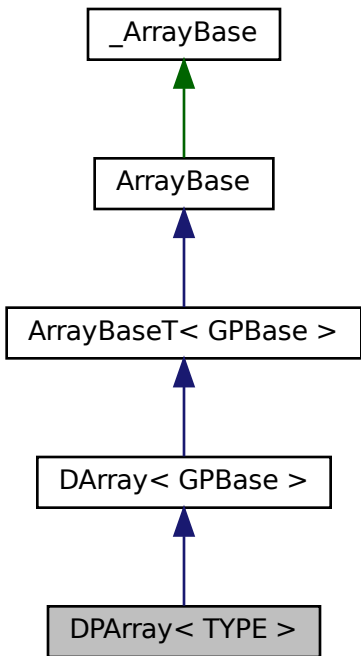 _ArrayBase
ArrayBase
ArrayBaseT< GPBase >
DArray< GPBase >
DPArray< TYPE >